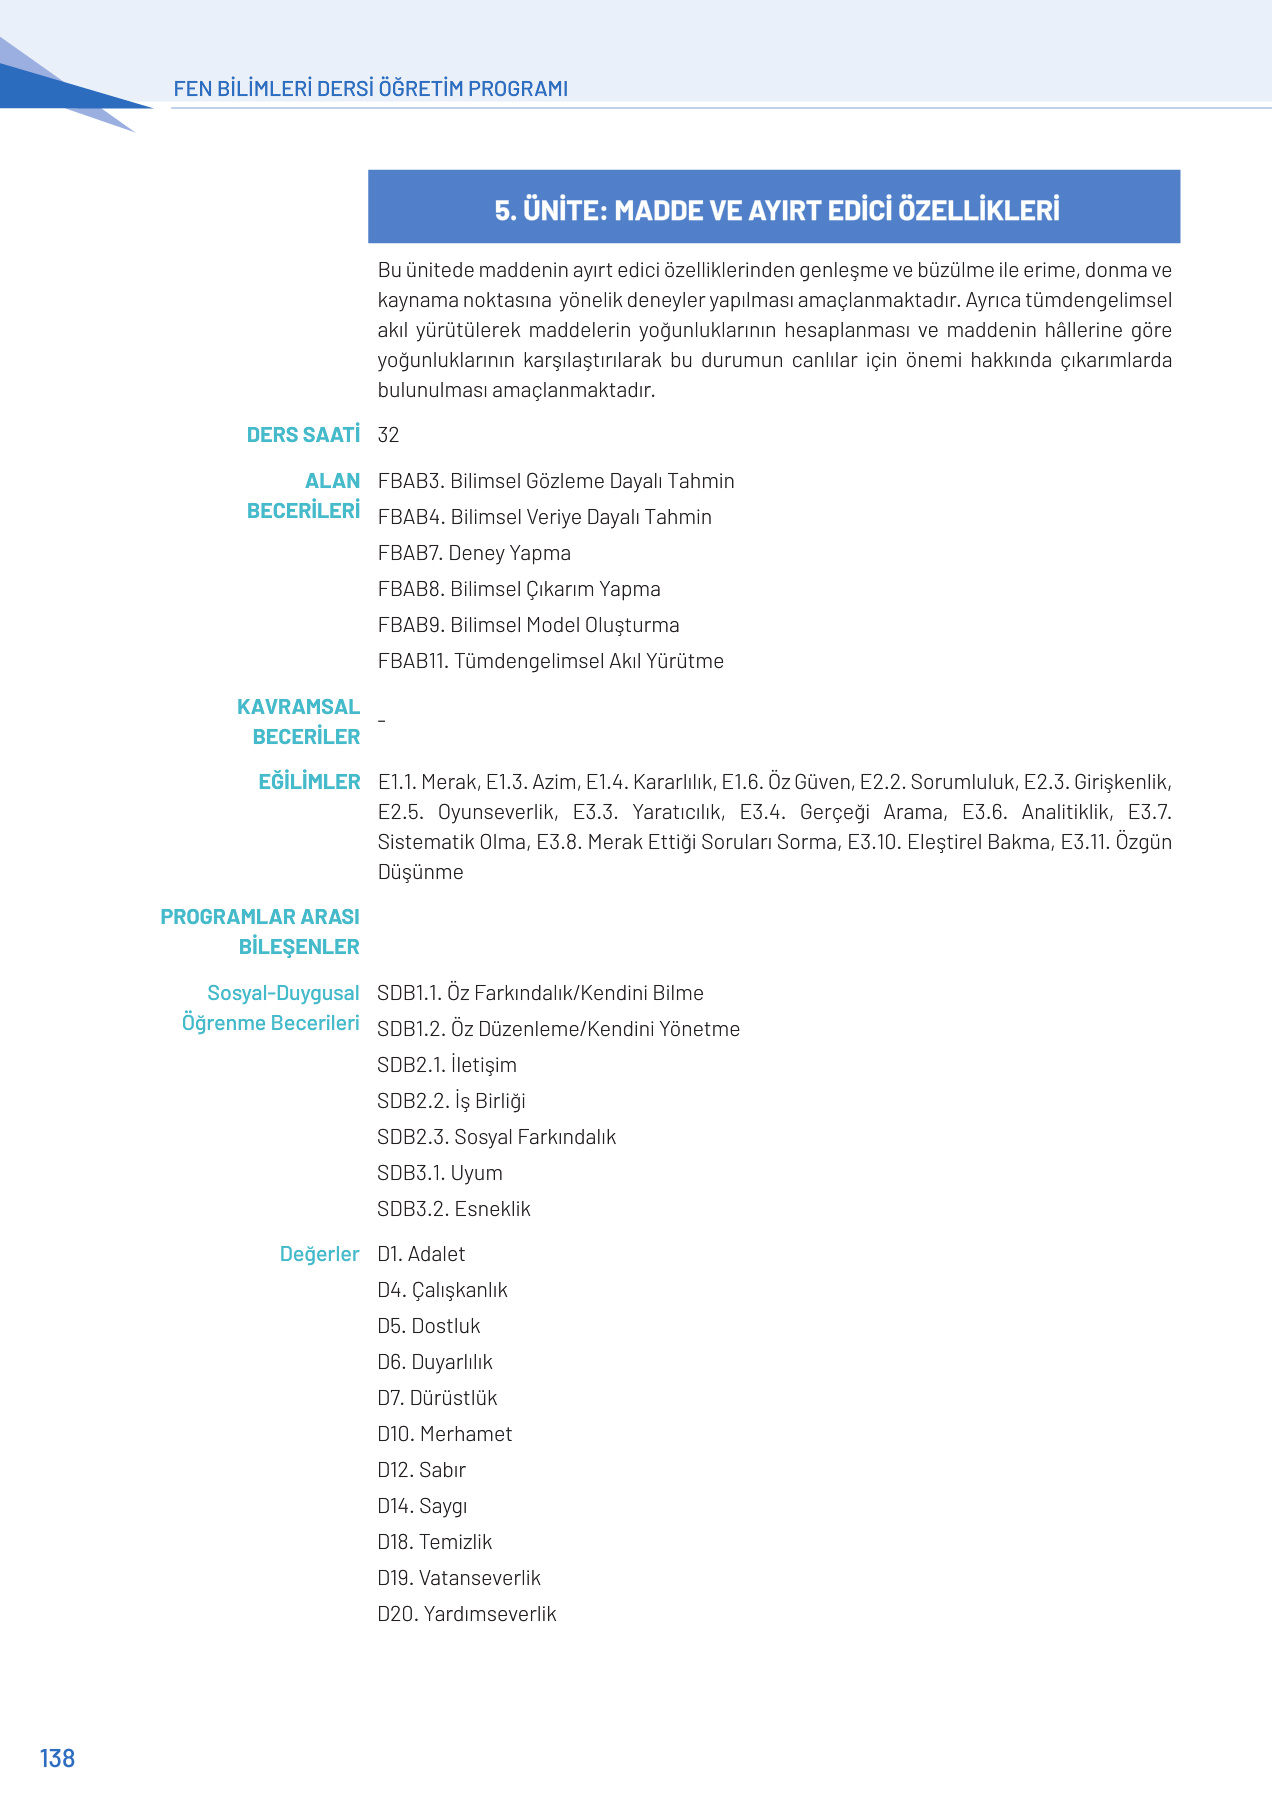 FEN BİLİMLERİ DERSİ ÖĞRETİM PROGRAMI
5. ÜNİTE: MADDE VE AYIRT EDİCİ ÖZELLİKLERİ
Bu ünitede maddenin ayırt edici özelliklerinden genleşme ve büzülme ile erime, donma ve
kaynama noktasına yönelik deneyler yapılması amaçlanmaktadır. Ayrıca tümdengelimsel
akıl yürütülerek maddelerin yoğunluklarının hesaplanması ve maddenin hâllerine göre
yoğunluklarının karşılaştırılarak bu durumun canlılar için önemi hakkında çıkarımlarda
bulunulması amaçlanmaktadır.
DERS SAATİ 32
ALAN
BECERİLERİ
FBAB3. Bilimsel Gözleme Dayalı Tahmin
FBAB4. Bilimsel Veriye Dayalı Tahmin
FBAB7. Deney Yapma
FBAB8. Bilimsel Çıkarım Yapma
FBAB9. Bilimsel Model Oluşturma
FBAB11. Tümdengelimsel Akıl Yürütme
KAVRAMSAL
BECERİLER
-
EĞİLİMLER E1.1. Merak, E1.3. Azim, E1.4. Kararlılık, E1.6. Öz Güven, E2.2. Sorumluluk, E2.3. Girişkenlik,
E2.5. Oyunseverlik, E3.3. Yaratıcılık, E3.4. Gerçeği Arama, E3.6. Analitiklik, E3.7.
Sistematik Olma, E3.8. Merak Ettiği Soruları Sorma, E3.10. Eleştirel Bakma, E3.11. Özgün
Düşünme
PROGRAMLAR ARASI
BİLEŞENLER
Sosyal-Duygusal
Öğrenme Becerileri
SDB1.1. Öz Farkındalık/Kendini Bilme
SDB1.2. Öz Düzenleme/Kendini Yönetme
SDB2.1. İletişim
SDB2.2. İş Birliği
SDB2.3. Sosyal Farkındalık
SDB3.1. Uyum
SDB3.2. Esneklik
Değerler D1. Adalet
D4. Çalışkanlık
D5. Dostluk
D6. Duyarlılık
D7. Dürüstlük
D10. Merhamet
D12. Sabır
D14. Saygı
D18. Temizlik
D19. Vatanseverlik
D20. Yardımseverlik
138